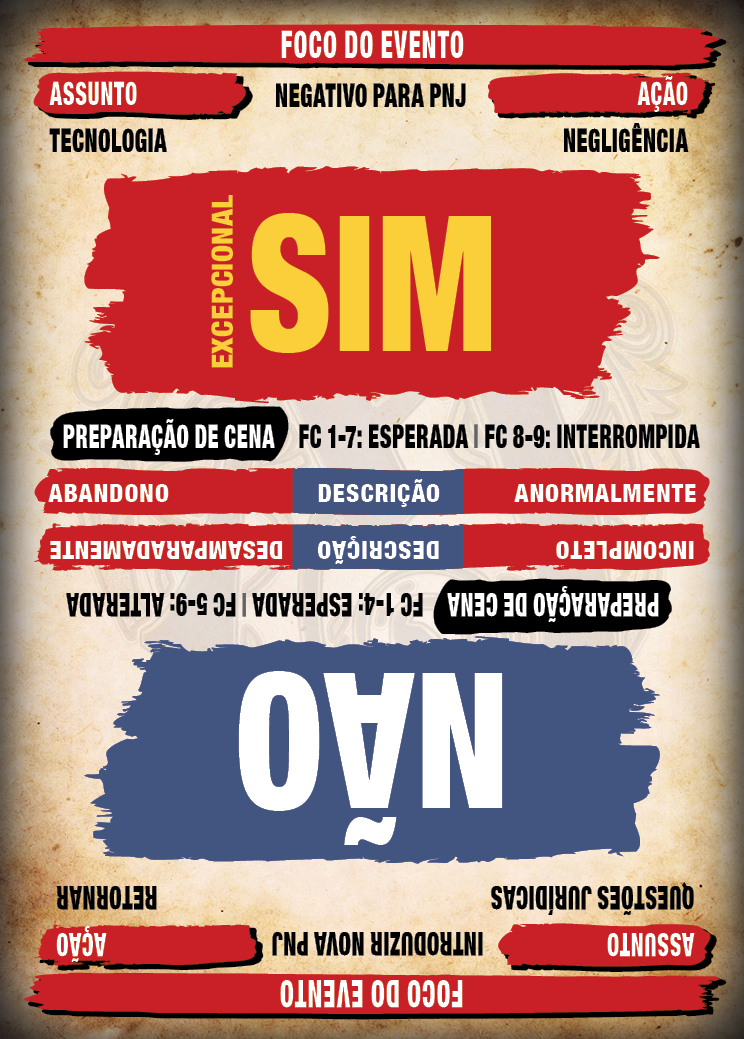 FOCO DO EVENTO
ASSUNTO NEGATIVO PARA PNJ AÇÃO
TECNOLOGIA NEGLIGÊNCIA
EXCEPCIONAL
SIM
PREPARAÇÃO DE CENA FC 1-7: ESPERADA | FC 8-9: INTERROMPIDA
ABANDONO DESCRIÇÃO ANORMALMENTE
INCOMPLETO DESCRIÇÃO DESAMPARADAMENTE
PREPARAÇÃO DE CENA FC 1-4: ESPERADA | FC 5-9: ALTERADA
NÃO
QUESTÕES JURÍDICAS RETORNAR
ASSUNTO INTRODUZIR NOVA PNJ AÇÃO
FOCO DO EVENTO